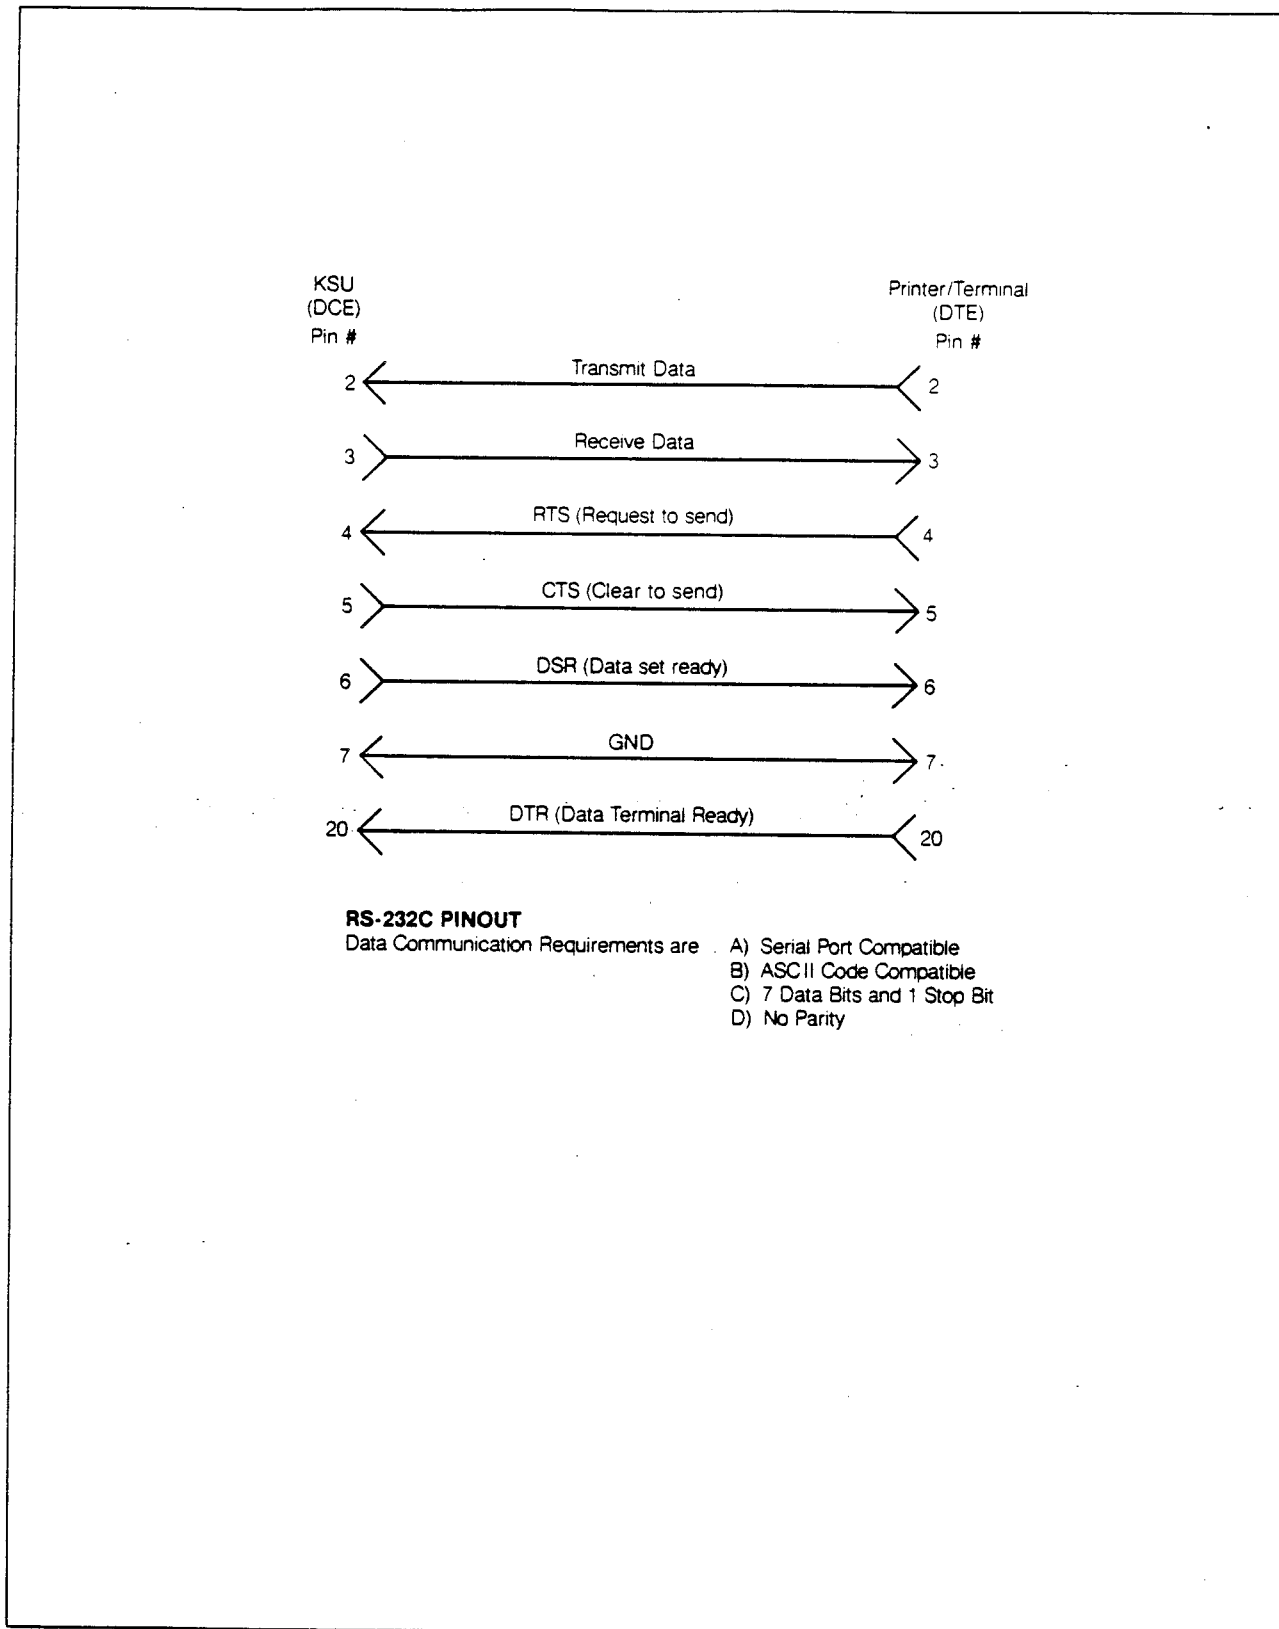 KSU
(DCE)
Pin #
Printer/Terminal
(DTE)
Pin #
2 Transmit Data 2
3 Receive Data 3
4 RTS (Request to send) 4
5 CTS (Clear to send) 5
6 DSR (Data set ready) 6
7 GND 7
20 DTR (Data Terminal Ready) 20
RS-232C PINOUT
Data Communication Requirements are A) Serial Port Compatible
B) ASCII Code Compatible
C) 7 Data Bits and 1 Stop Bit
D) No Parity